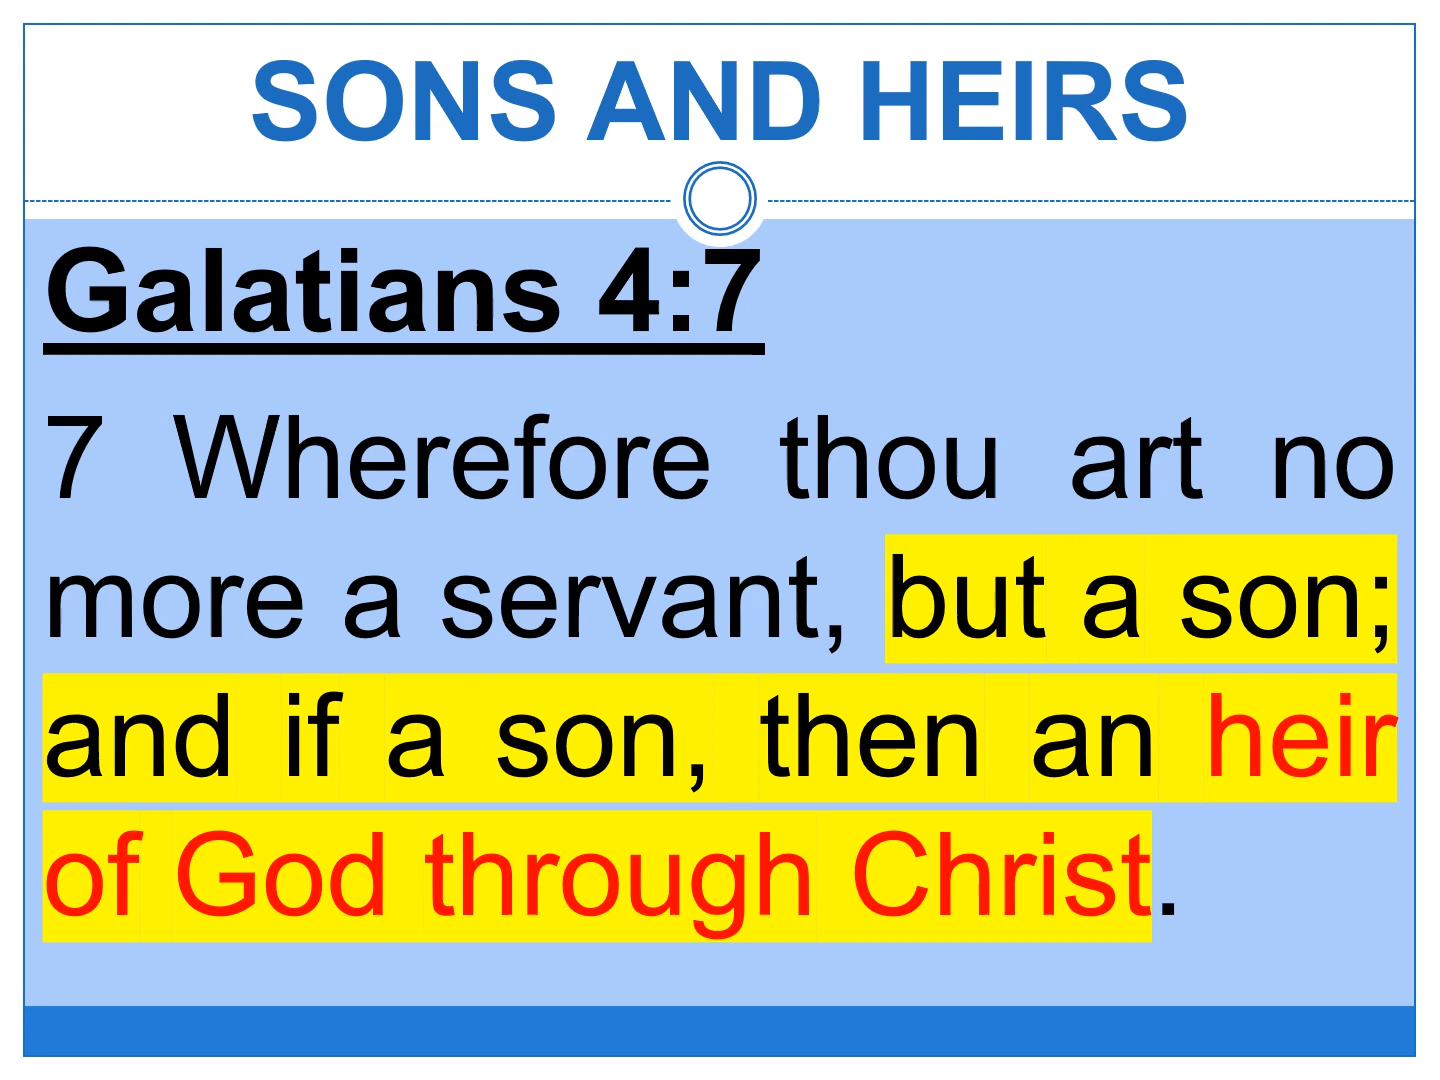 SONS AND HEIRS
Galatians 4:7
7 Wherefore thou art no
more a servant, but a son;
and if a son, then an heir
of God through Christ.